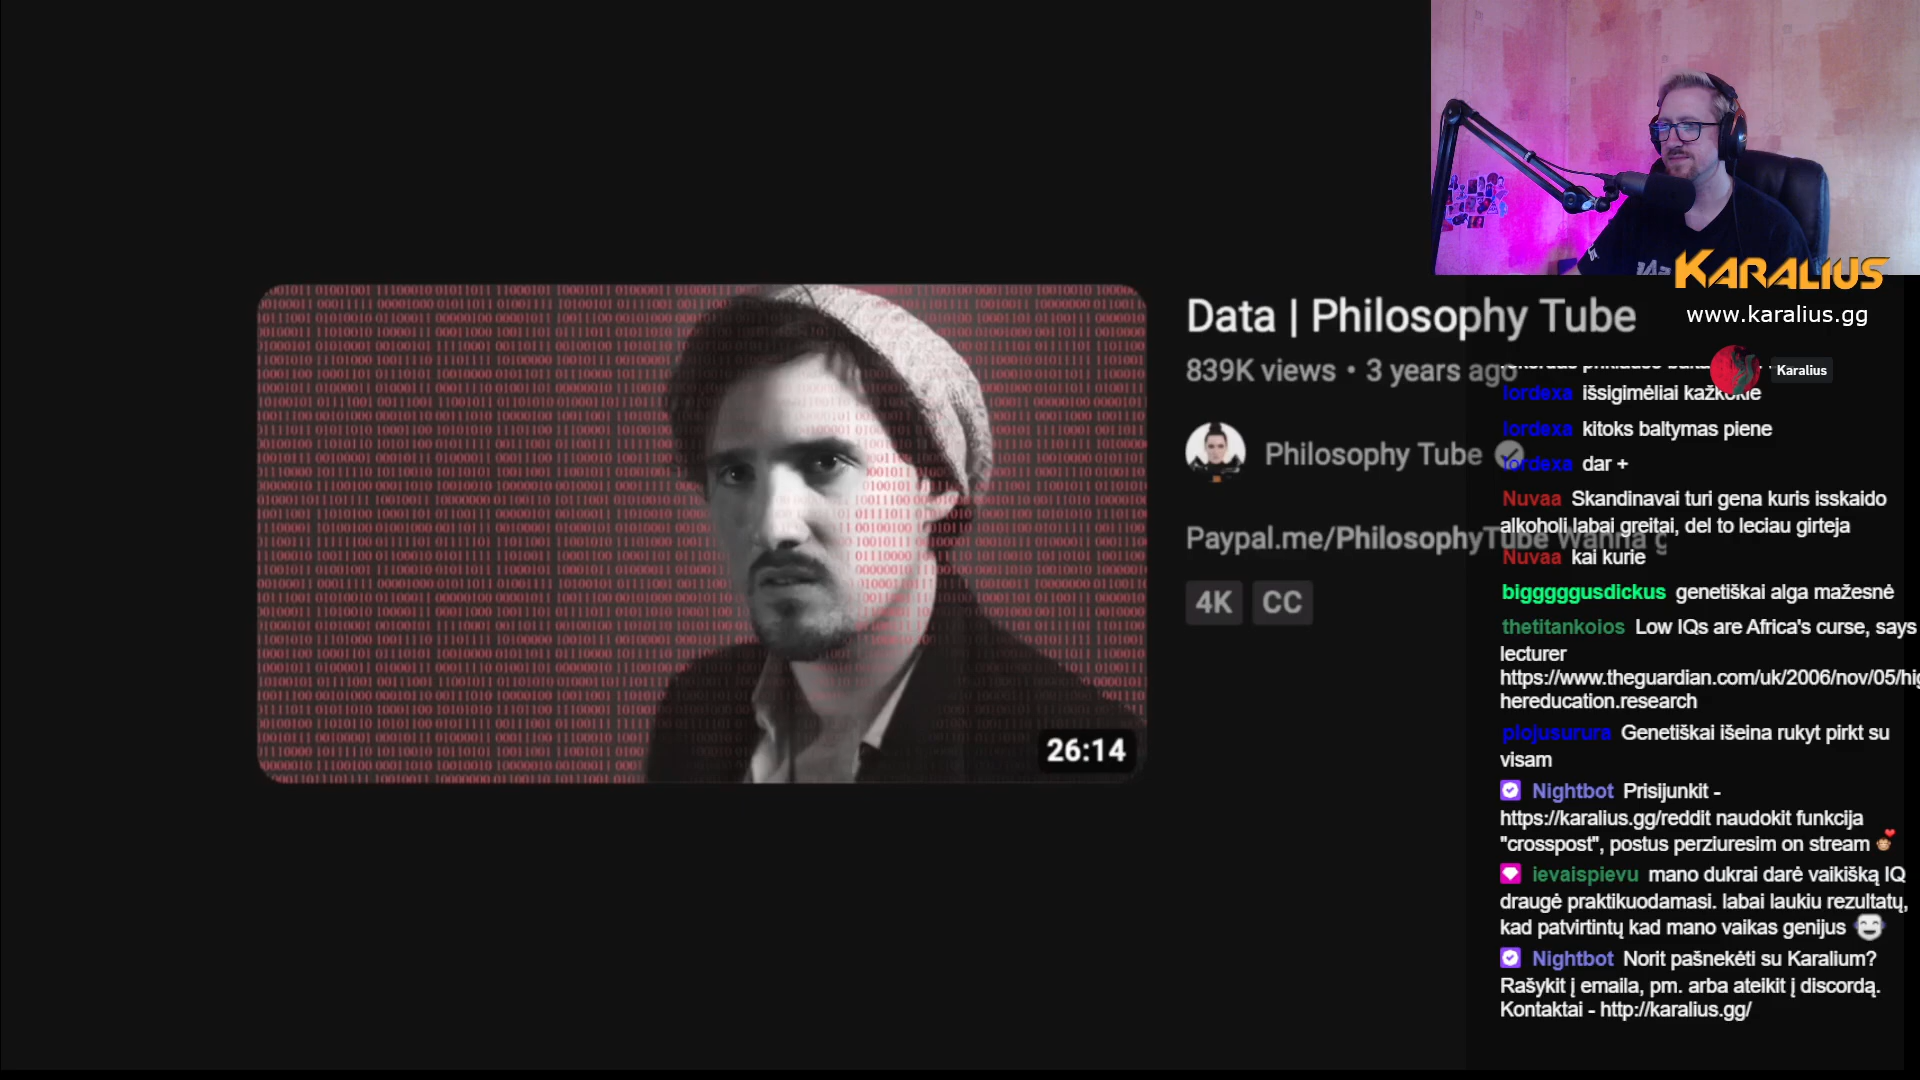 KARALIUS
www.karalius.gg
Data | Philosophy Tube
839K views • 3 years ago
Philosophy Tube
Paypal.me/PhilosophyTube Wanna g
4K CC
26:14
Karalius
lordexa išsigimėliai kažkokie
lordexa kitoks baltymas piene
lordexa dar +
Nuvaa Skandinavai turi gena kuris isskaido
alkoholi labai greitai, del to leciau girteja
Nuvaa kai kurie
bigggggusdickus genetiškai alga mažesnė
thetitankoios Low IQs are Africa's curse, says
lecturer
https://www.theguardian.com/uk/2006/nov/05/hig
hereducation.research
plojusurura Genetiškai išeina rukyt pirkt su
visam
Nightbot Prisijunkit -
https://karalius.gg/reddit naudokit funkcija
"crosspost", postus perziuresim on stream
ievaispievu mano dukrai darė vaikišką IQ
draugė praktikuodamasi. labai laukiu rezultatų,
kad patvirtintų kad mano vaikas genijus
Nightbot Norit pašnekėti su Karalium?
Rašykit į emaila, pm. arba ateikit į discordą.
Kontaktai - http://karalius.gg/